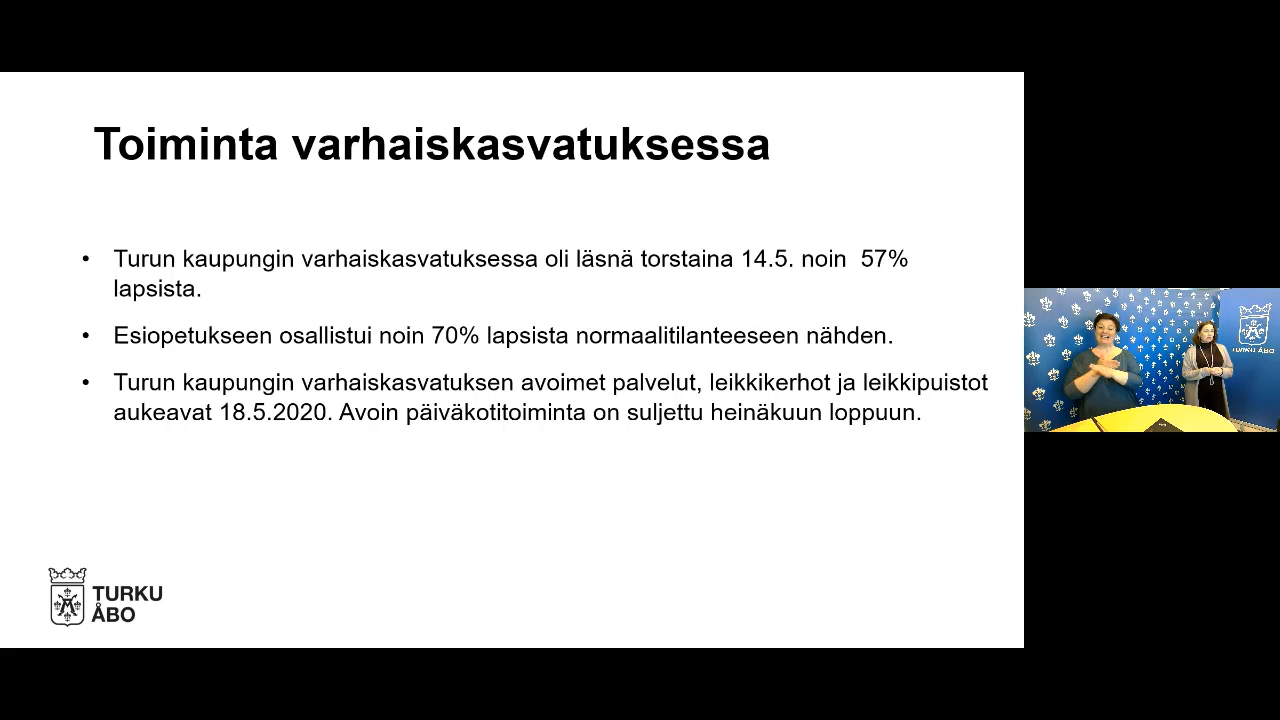 Toiminta varhaiskasvatuksessa
• Turun kaupungin varhaiskasvatuksessa oli läsnä torstaina 14.5. noin 57%
lapsista.
• Esiopetukseen osallistui noin 70% lapsista normaalitilanteeseen nähden.
• Turun kaupungin varhaiskasvatuksen avoimet palvelut, leikkikerhot ja leikkipuistot
aukeavat 18.5.2020. Avoin päiväkotitoiminta on suljettu heinäkuun loppuun.
TURKU
ÅBO
TURKU ÅBO